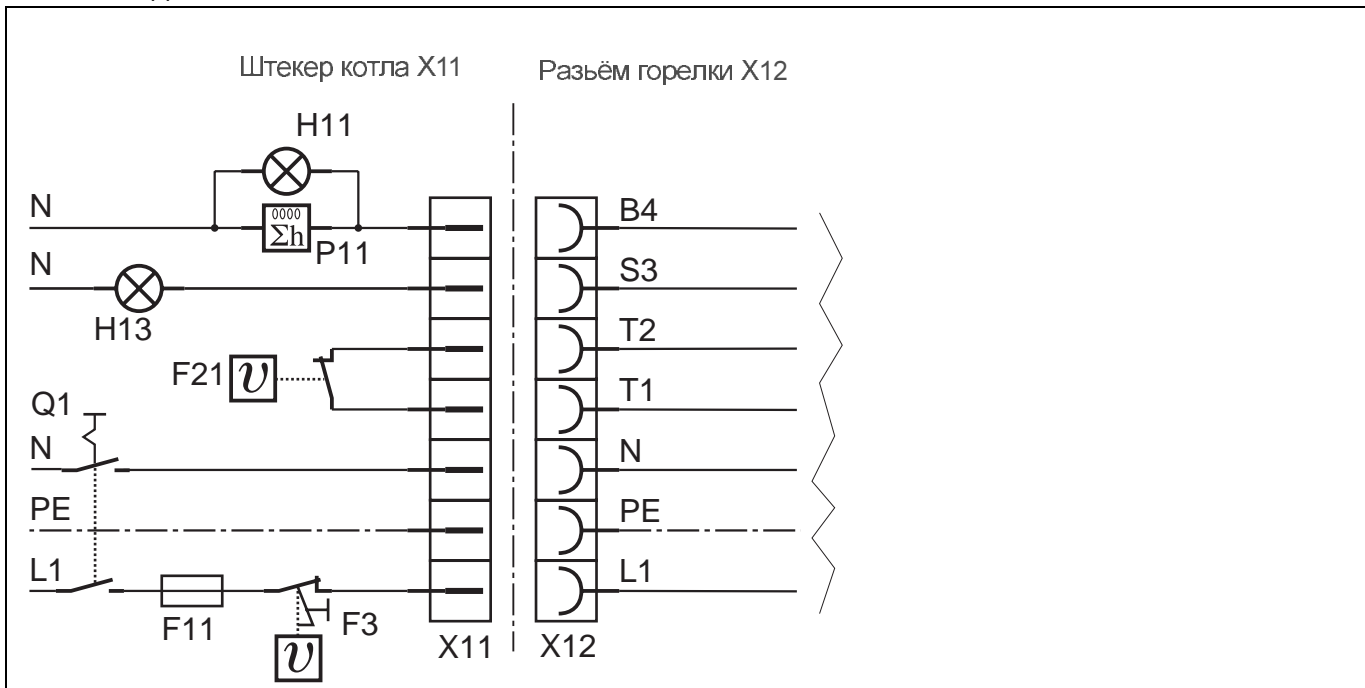 Штекер котла X11
Разьём горелки X12
H11
N
0000
Σh
P11
B4
N
H13
S3
F21
υ
T2
T1
Q1
N
N
PE
PE
L1
F11
F3
υ
L1
X11
X12